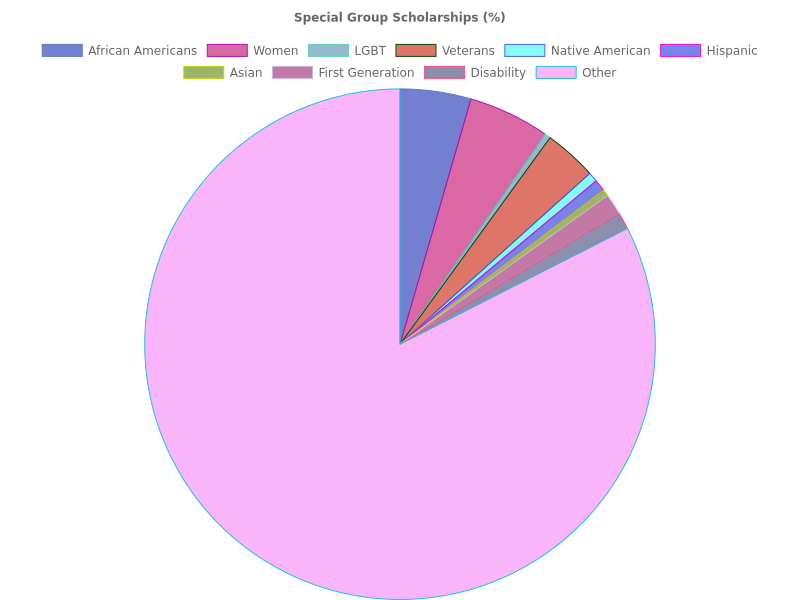 Special Group Scholarships (%)
African Americans Women LGBT Veterans Native American Hispanic
Asian First Generation Disability Other